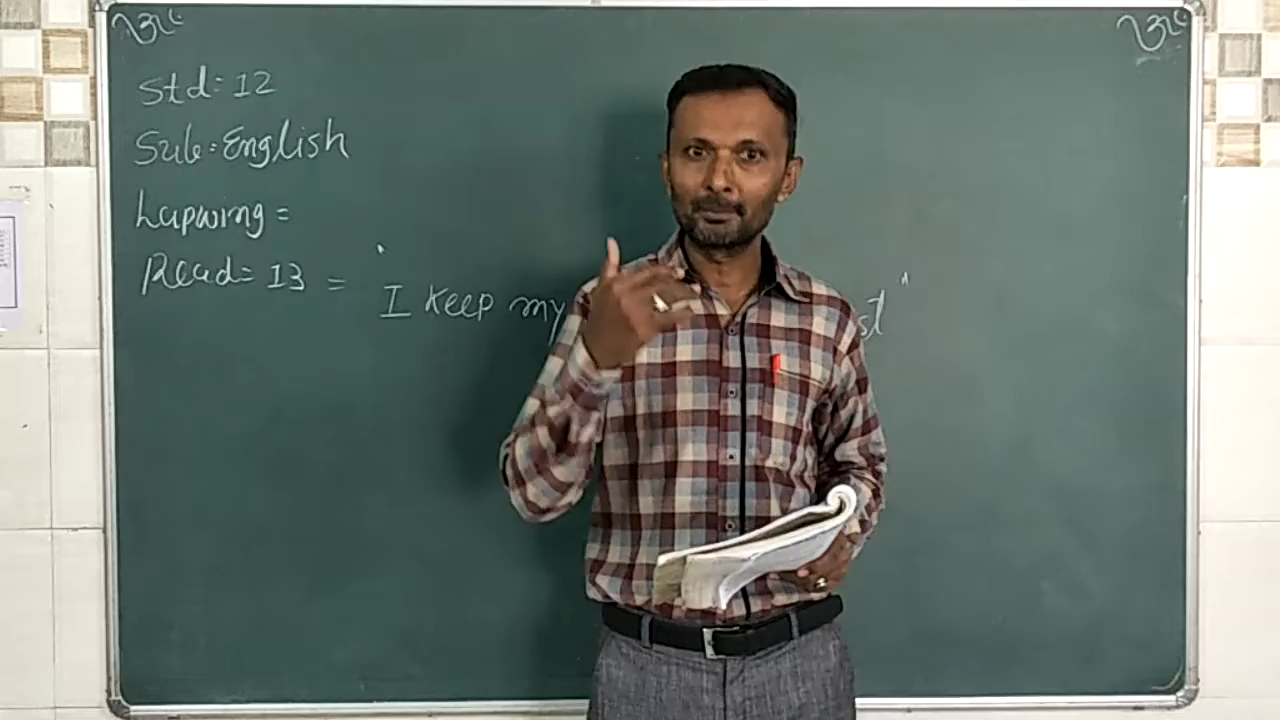 Std = 12
Sub = English
Lapwing =
Read = 13 = " I keep my st "